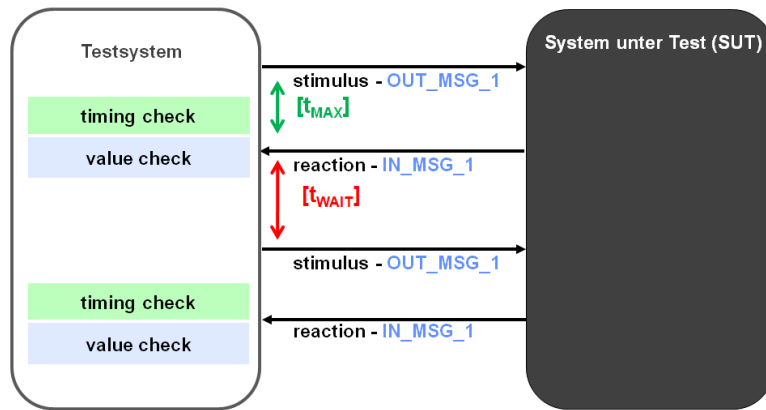 Testsystem
System unter Test (SUT)
stimulus - OUT_MSG_1
[tMAX]
timing check
value check
reaction - IN_MSG_1
[tWAIT]
stimulus - OUT_MSG_1
timing check
reaction - IN_MSG_1
value check